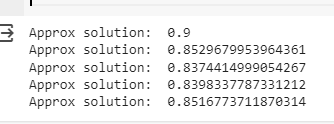 Approx solution:  0.9
Approx solution:  0.8529679953964361
Approx solution:  0.8374414999054267
Approx solution:  0.8398337787331212
Approx solution:  0.8516773711870314